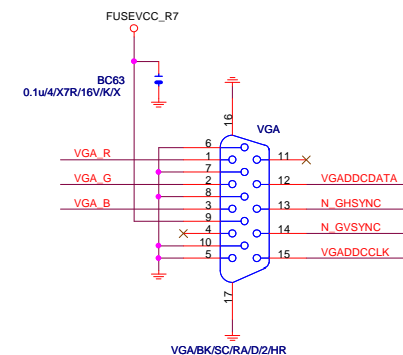 FUSEVCC_R7
BC63
0.1u/4/X7R/16V/K/X
16
VGA
6
VGA_R 1 11
7
VGA_G 2 12 VGADDCDATA
8
VGA_B 3 13 N_GHSYNC
9
4 14 N_GVSYNC
10
5 15 VGADDCCLK
17
VGA/BK/SC/RA/D/2/HR